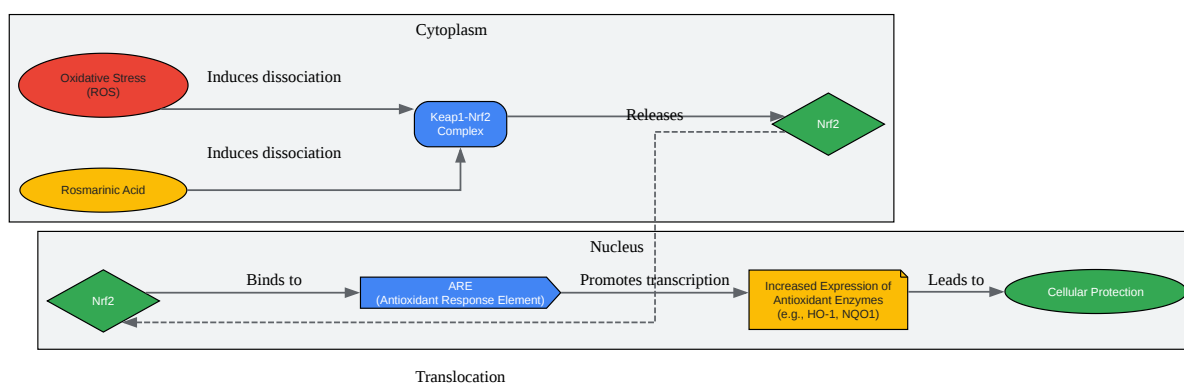 Cytoplasm
Oxidative Stress
(ROS)
Induces dissociation
Keap1-Nrf2
Complex
Releases
Nrf2
Induces dissociation
Rosmarinic Acid
Nucleus
Nrf2
Binds to
ARE
(Antioxidant Response Element)
Promotes transcription
Increased Expression of
Antioxidant Enzymes
(e.g., HO-1, NQO1)
Leads to
Cellular Protection
Translocation